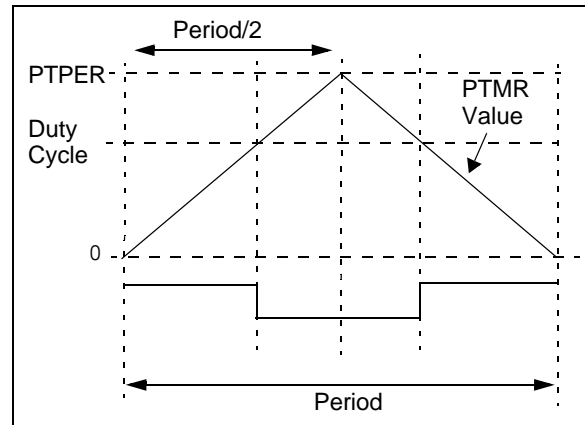 Period/2
PTPER
PTMR
Value
Duty
Cycle
0
Period